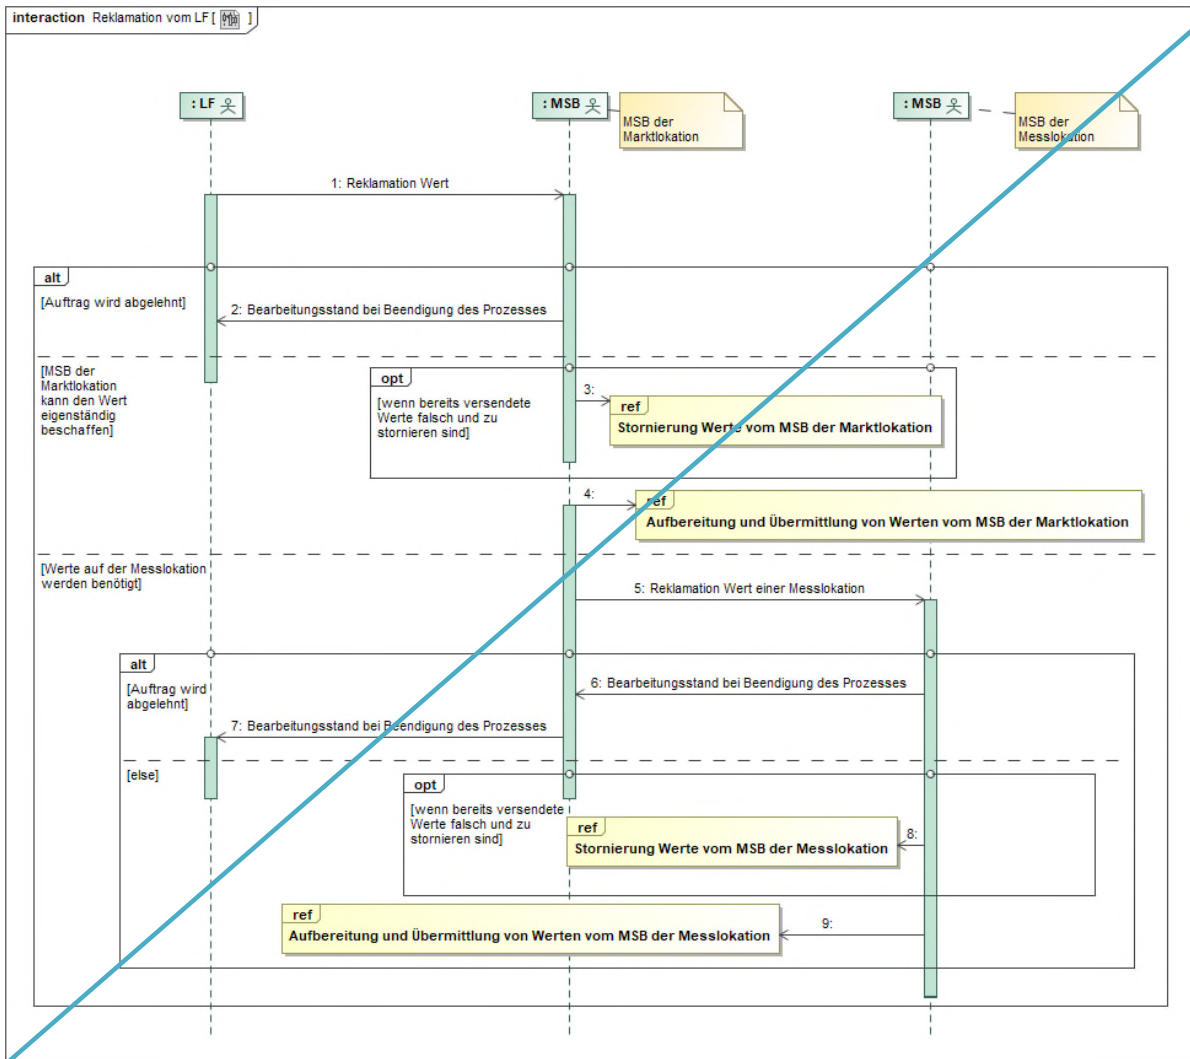 interaction Reklamation vom LF [ ]
: LF
: MSB
MSB der
Marktlokation
: MSB
MSB der
Messlokation
1: Reklamation Wert
alt
[Auftrag wird abgelehnt]
2: Bearbeitungsstand bei Beendigung des Prozesses
[MSB der
Marktlokation
kann den Wert
eigenständig
beschaffen]
opt
[wenn bereits versendete
Werte falsch und zu
stornieren sind]
3:
ref
Stornierung Werte vom MSB der Marktlokation
4:
ref
Aufbereitung und Übermittlung von Werten vom MSB der Marktlokation
[Werte auf der Messlokation
werden benötigt]
5: Reklamation Wert einer Messlokation
alt
[Auftrag wird
abgelehnt]
6: Bearbeitungsstand bei Beendigung des Prozesses
7: Bearbeitungsstand bei Beendigung des Prozesses
[else]
opt
[wenn bereits versendete
Werte falsch und zu
stornieren sind]
8:
ref
Stornierung Werte vom MSB der Messlokation
9:
ref
Aufbereitung und Übermittlung von Werten vom MSB der Messlokation